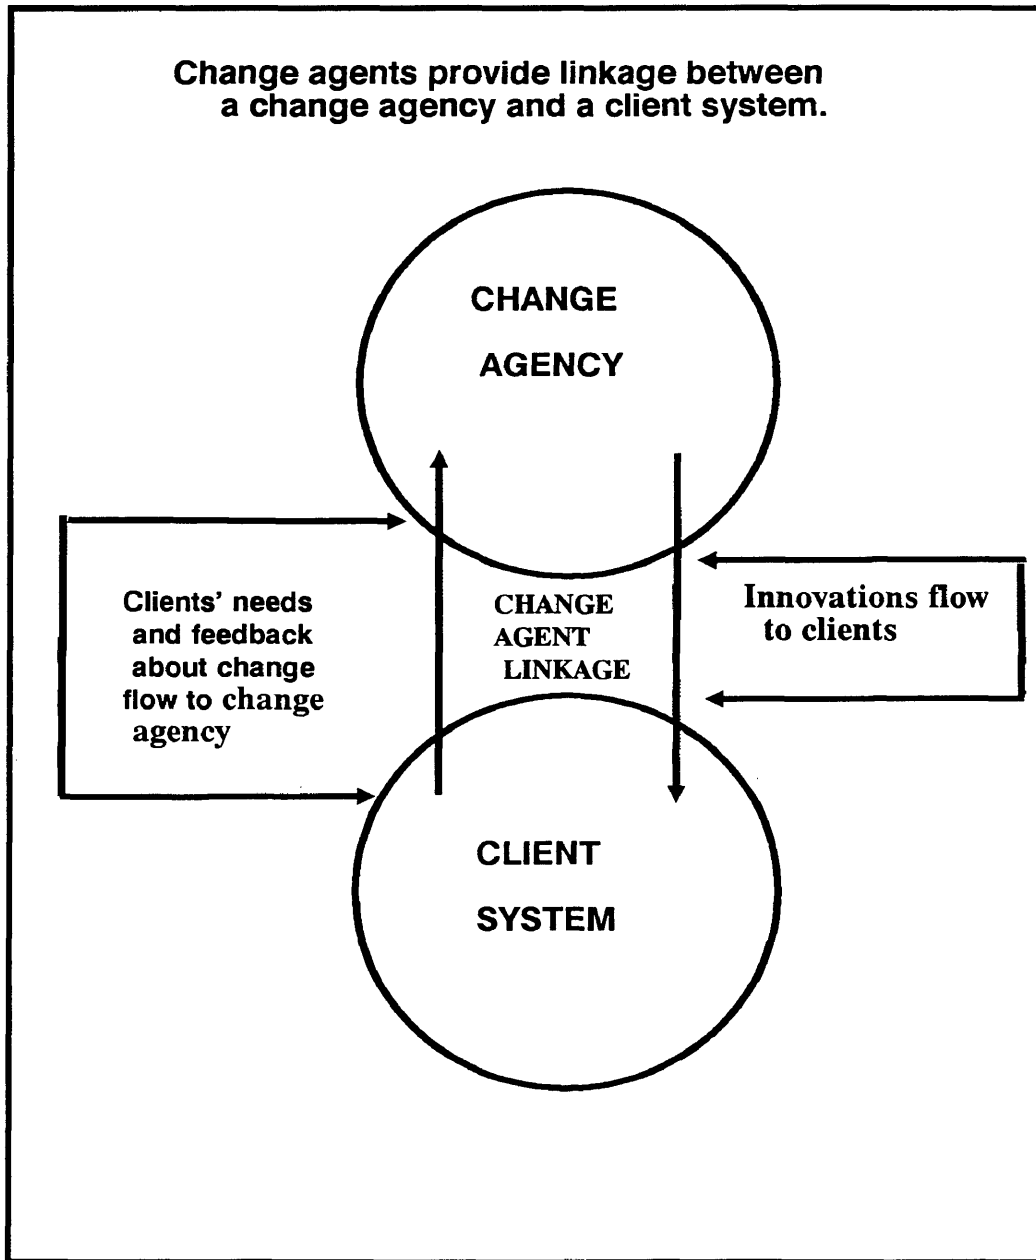 Change agents provide linkage between
a change agency and a client system.
CHANGE
AGENCY
Clients' needs
and feedback
about change
flow to change
agency
CHANGE
AGENT
LINKAGE
Innovations flow
to clients
CLIENT
SYSTEM